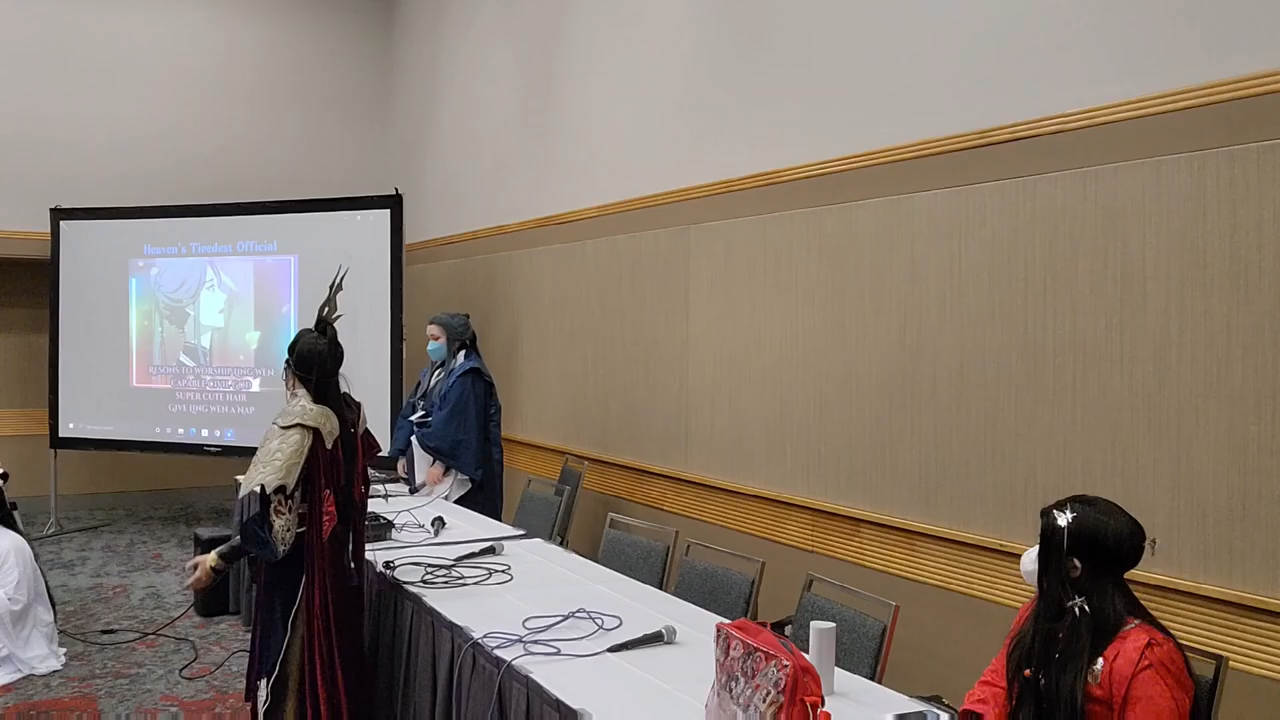 Heaven's Tiredest Official
Resons to worship Ling Wen
Capable civil god
Super cute hair
Give Ling Wen a nap